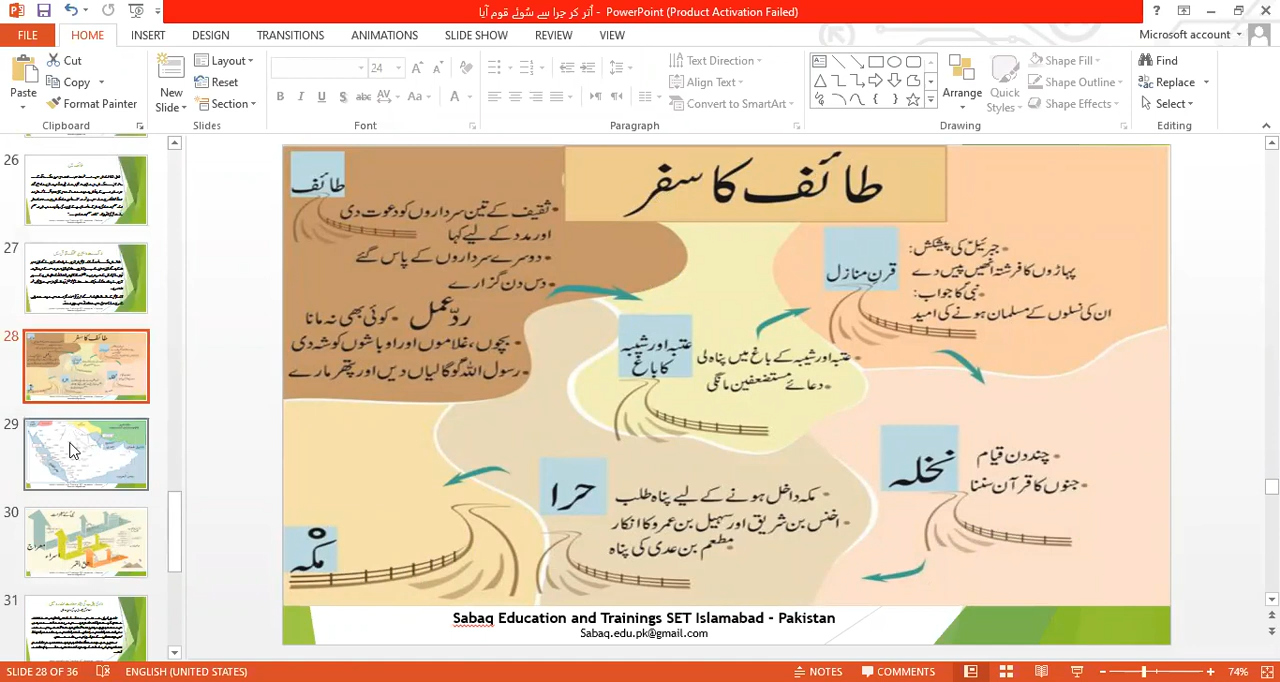 اُتر کر حِرا سے سُوئے قوم آیا - PowerPoint (Product Activation Failed)
FILE HOME INSERT DESIGN TRANSITIONS ANIMATIONS SLIDE SHOW REVIEW VIEW Microsoft account
Cut
Copy
Format Painter
Paste
Clipboard
New Slide
Layout
Reset
Section
Slides
24
Font
Text Direction
Align Text
Convert to SmartArt
Paragraph
Arrange
Quick Styles
Shape Fill
Shape Outline
Shape Effects
Drawing
Find
Replace
Select
Editing
26
27
28
29
30
31
طائف کا سفر
طائف
• ثقیف کے تین سرداروں کو دعوت دی
اور مدد کے لیے کہا
• دوسرے سرداروں کے پاس گئے
• دس دن گزارے
ردِّ عمل • کوئی بھی نہ مانا
• بچوں، غلاموں اور اوباشوں کو شہ دی
• رسول اللہؐ کو گالیاں دیں اور پتھر مارے
عتبہ اور شیبہ
کا باغ
• عتبہ اور شیبہ کے باغ میں پناہ لی
• دعائے مستضعفین مانگی
قرنِ منازل
• جبرئیلؑ کی پیشکش:
پہاڑوں کا فرشتہ انھیں پیس دے
• نبیؐ کا جواب:
ان کی نسلوں کے مسلمان ہونے کی امید
نخلہ
• چند دن قیام
• جنوں کا قرآن سننا
حرا
• مکہ داخل ہونے کے لیے پناہ طلب
• اخنس بن شریق اور سہیل بن عمرو کا انکار
• مطعم بن عدی کی پناہ
مکہ
Sabaq Education and Trainings SET Islamabad - Pakistan
Sabaq.edu.pk@gmail.com
SLIDE 28 OF 36 ENGLISH (UNITED STATES) NOTES COMMENTS 74%